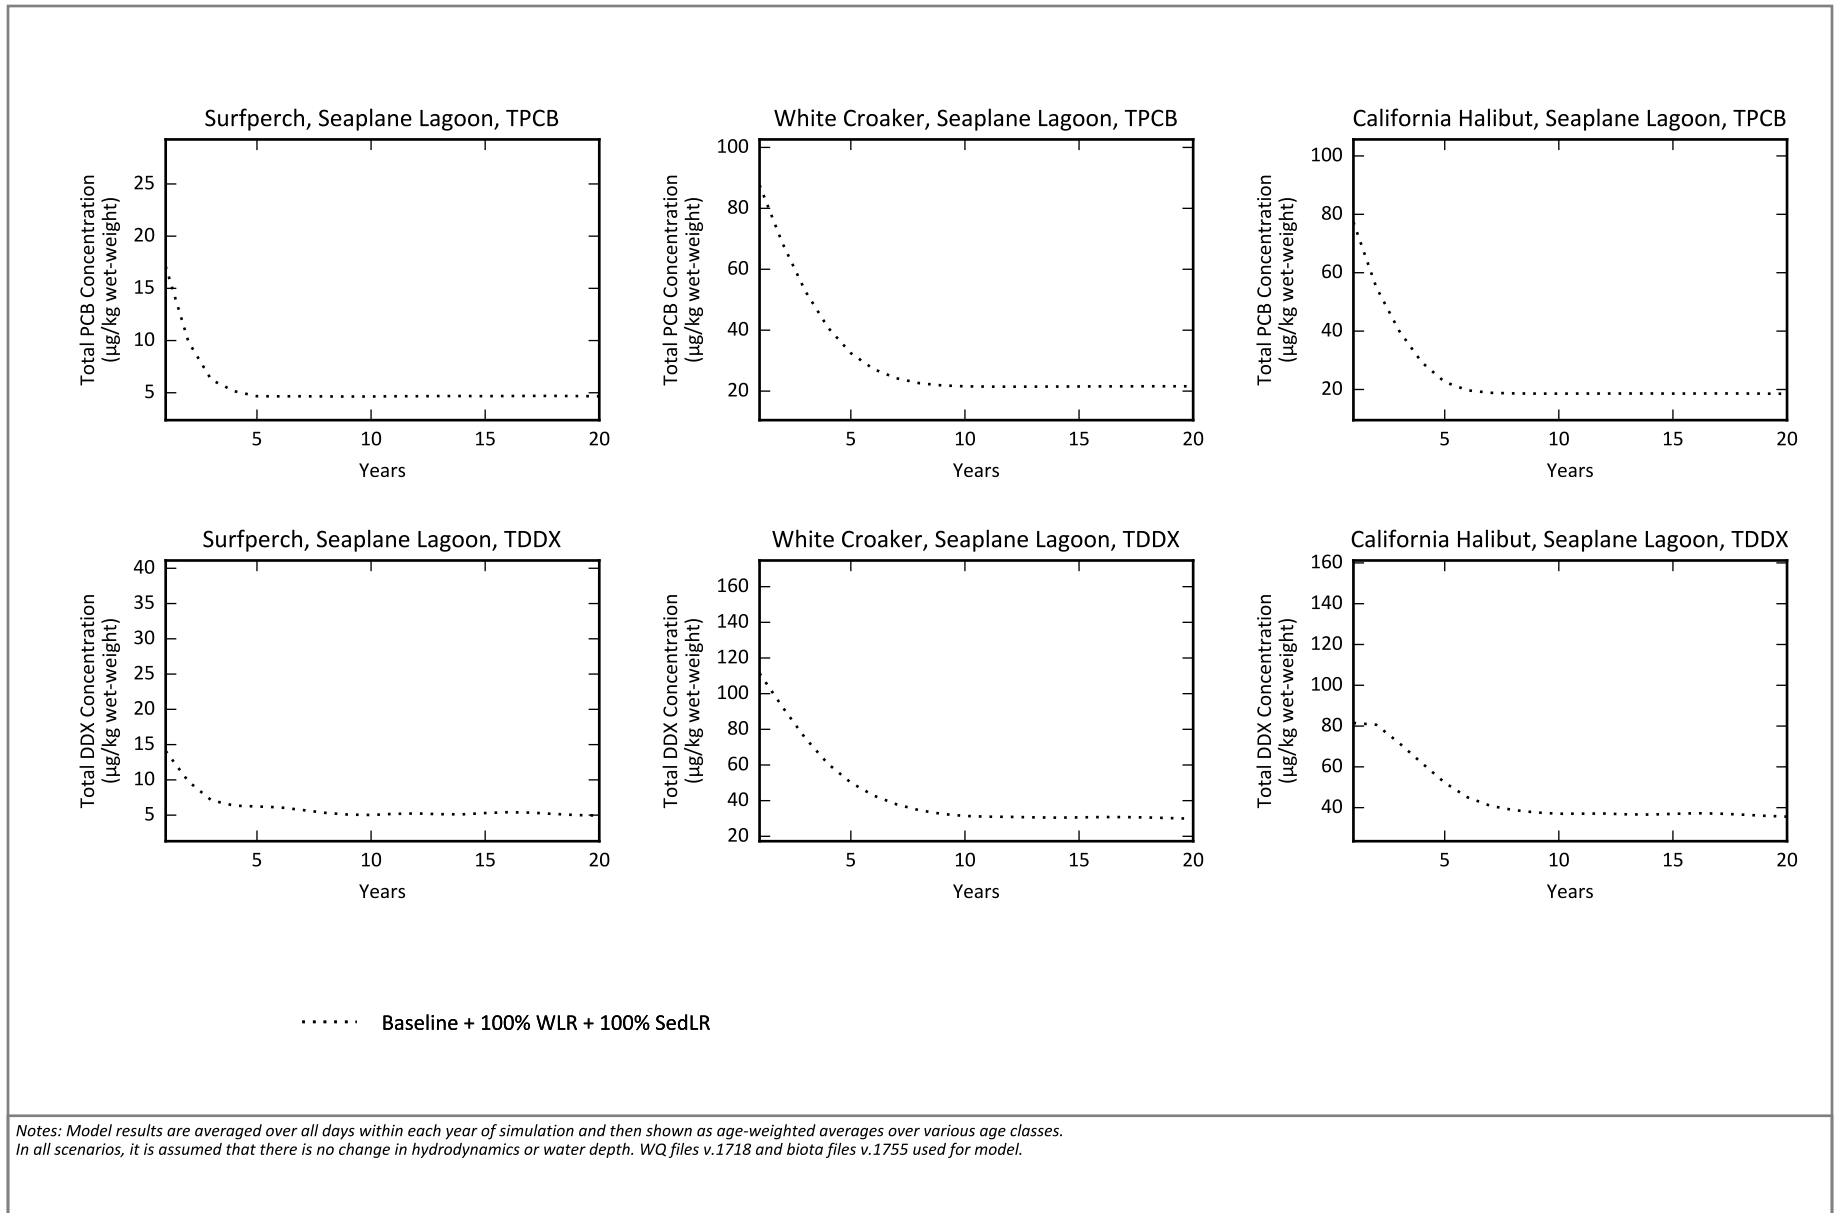 Surfperch, Seaplane Lagoon, TPCB
Total PCB Concentration
(µg/kg wet-weight)
25
20
15
10
5
5 10 15 20
Years
White Croaker, Seaplane Lagoon, TPCB
Total PCB Concentration
(µg/kg wet-weight)
100
80
60
40
20
5 10 15 20
Years
California Halibut, Seaplane Lagoon, TPCB
Total PCB Concentration
(µg/kg wet-weight)
100
80
60
40
20
5 10 15 20
Years
Surfperch, Seaplane Lagoon, TDDX
Total DDX Concentration
(µg/kg wet-weight)
40
35
30
25
20
15
10
5
5 10 15 20
Years
White Croaker, Seaplane Lagoon, TDDX
Total DDX Concentration
(µg/kg wet-weight)
160
140
120
100
80
60
40
20
5 10 15 20
Years
California Halibut, Seaplane Lagoon, TDDX
Total DDX Concentration
(µg/kg wet-weight)
160
140
120
100
80
60
40
5 10 15 20
Years
Baseline + 100% WLR + 100% SedLR
Notes: Model results are averaged over all days within each year of simulation and then shown as age-weighted averages over various age classes.
In all scenarios, it is assumed that there is no change in hydrodynamics or water depth. WQ files v.1718 and biota files v.1755 used for model.